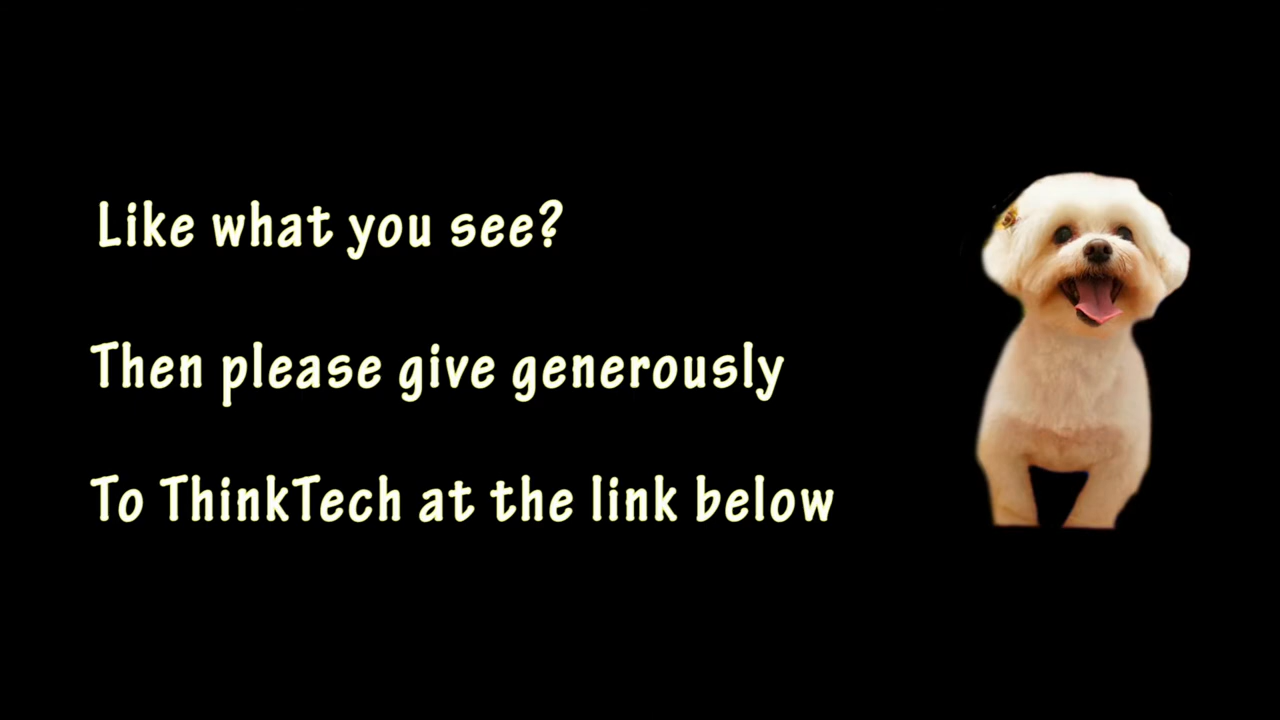 Like what you see?
Then please give generously
To ThinkTech at the link below